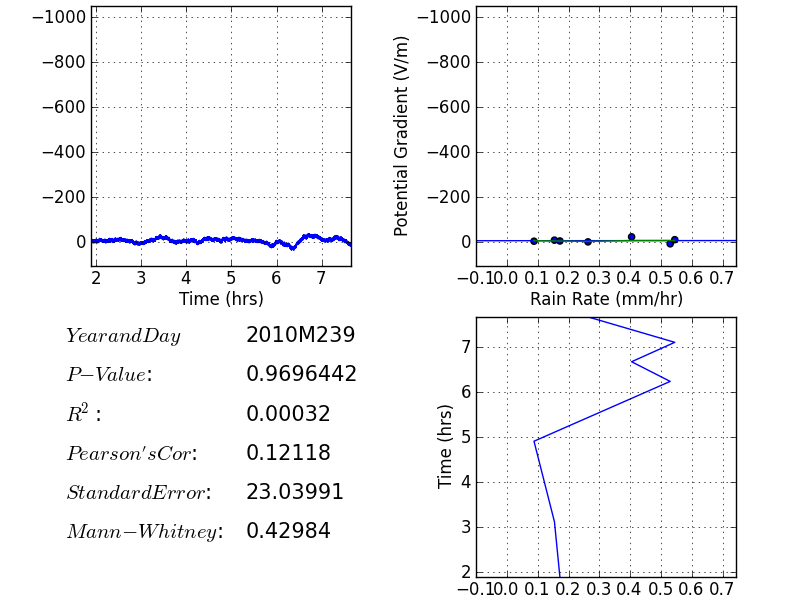 −1000
−800
−600
−400
−200
0
2 3 4 5 6 7
Time (hrs)
Potential Gradient (V/m)
−1000
−800
−600
−400
−200
0
−0.1 0.0 0.1 0.2 0.3 0.4 0.5 0.6 0.7
Rain Rate (mm/hr)
YearandDay 2010M239
P−Value: 0.9696442
R² : 0.00032
Pearson'sCor: 0.12118
StandardError: 23.03991
Mann−Whitney: 0.42984
Time (hrs)
7
6
5
4
3
2
−0.1 0.0 0.1 0.2 0.3 0.4 0.5 0.6 0.7